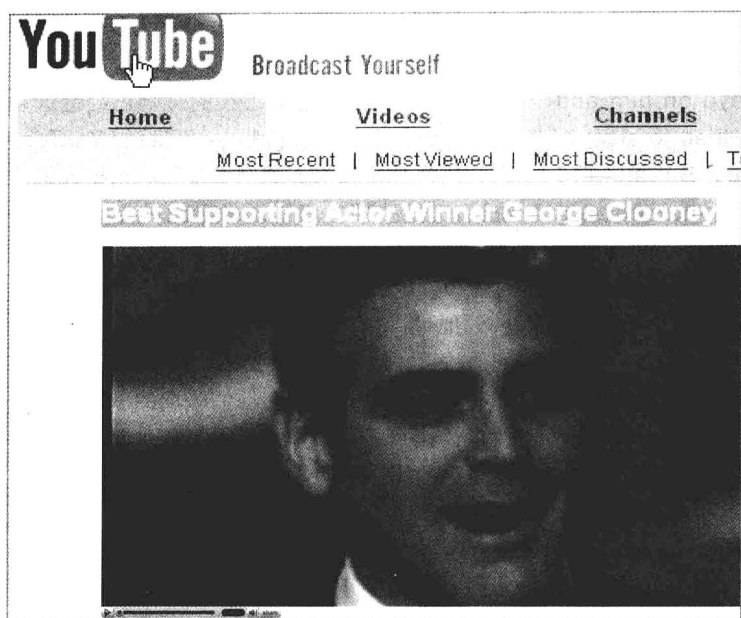 YouTube
Broadcast Yourself
Home Videos Channels
Most Recent | Most Viewed | Most Discussed |
Best Supporting Actor Winner George Clooney